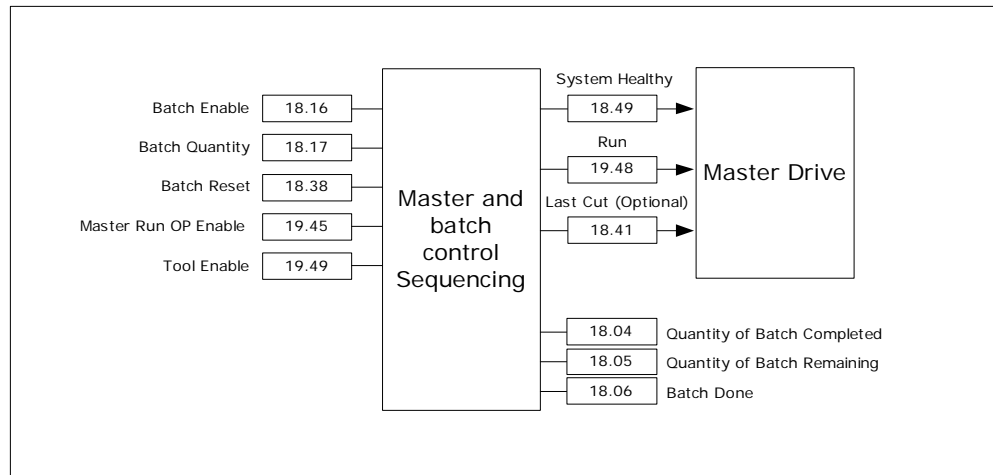 System Healthy
Batch Enable 18.16 18.49
Run
Batch Quantity 18.17 19.48 Master Drive
Batch Reset 18.38
Last Cut (Optional)
Master Run OP Enable 19.45 18.41
Master and
batch
control
Sequencing
Tool Enable 19.49
18.04 Quantity of Batch Completed
18.05 Quantity of Batch Remaining
18.06 Batch Done